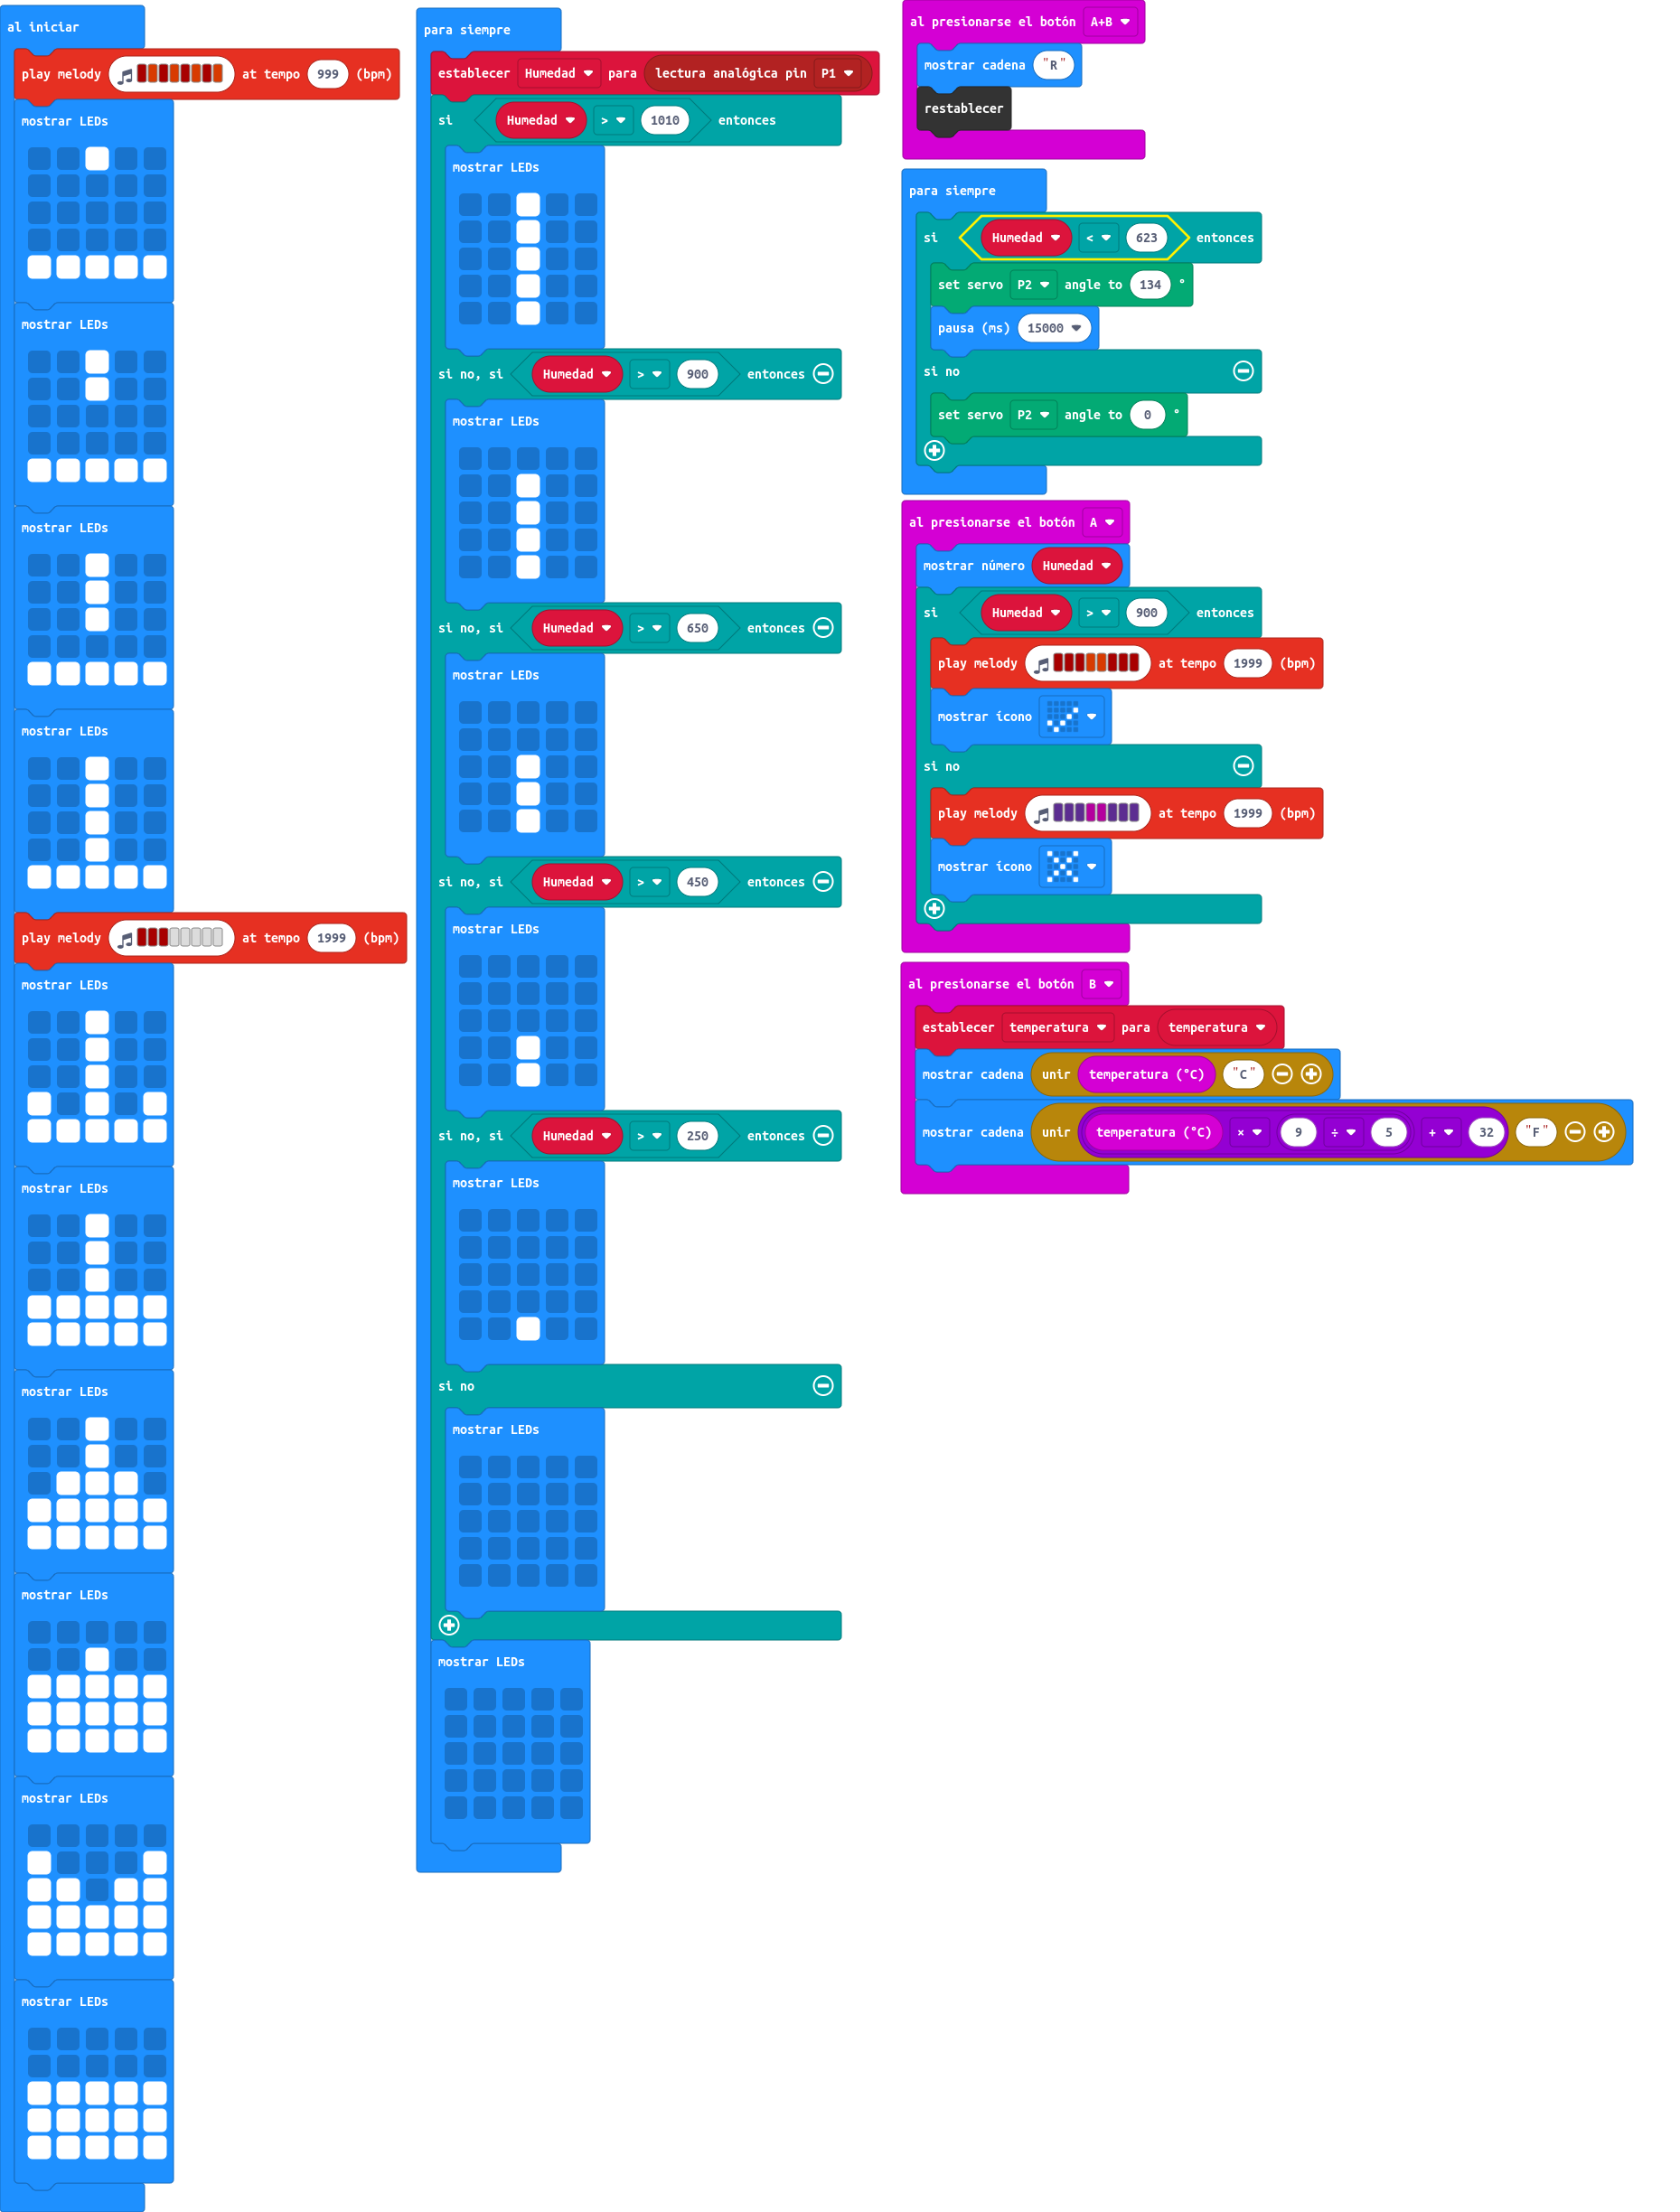 al iniciar
play melody at tempo 999 (bpm)
mostrar LEDs
mostrar LEDs
mostrar LEDs
mostrar LEDs
play melody at tempo 1999 (bpm)
mostrar LEDs
mostrar LEDs
mostrar LEDs
mostrar LEDs
mostrar LEDs
mostrar LEDs
para siempre
establecer Humedad para lectura analógica pin P1
si Humedad > 1010 entonces
mostrar LEDs
si no, si Humedad > 900 entonces
mostrar LEDs
si no, si Humedad > 650 entonces
mostrar LEDs
si no, si Humedad > 450 entonces
mostrar LEDs
si no, si Humedad > 250 entonces
mostrar LEDs
si no
mostrar LEDs
mostrar LEDs
al presionarse el botón A+B
mostrar cadena "R"
restablecer
para siempre
si Humedad < 623 entonces
set servo P2 angle to 134 °
pausa (ms) 15000
si no
set servo P2 angle to 0 °
al presionarse el botón A
mostrar número Humedad
si Humedad > 900 entonces
play melody at tempo 1999 (bpm)
mostrar ícono
si no
play melody at tempo 1999 (bpm)
mostrar ícono
al presionarse el botón B
establecer temperatura para temperatura
mostrar cadena unir temperatura (°C) "C"
mostrar cadena unir temperatura (°C) × 9 ÷ 5 + 32 "F"